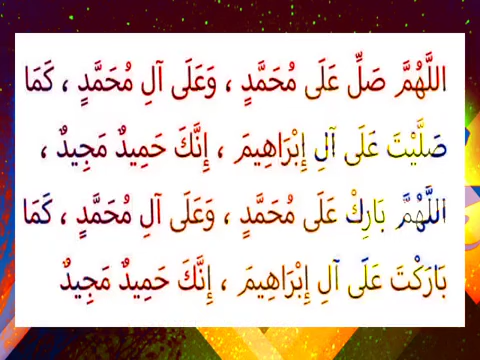 اللَّهُمَّ صَلِّ عَلَى مُحَمَّدٍ ، وَعَلَى آلِ مُحَمَّدٍ ، كَمَا
صَلَّيْتَ عَلَى آلِ إِبْرَاهِيمَ ، إِنَّكَ حَمِيدٌ مَجِيدٌ ،
اللَّهُمَّ بَارِكْ عَلَى مُحَمَّدٍ ، وَعَلَى آلِ مُحَمَّدٍ ، كَمَا
بَارَكْتَ عَلَى آلِ إِبْرَاهِيمَ ، إِنَّكَ حَمِيدٌ مَجِيدٌ